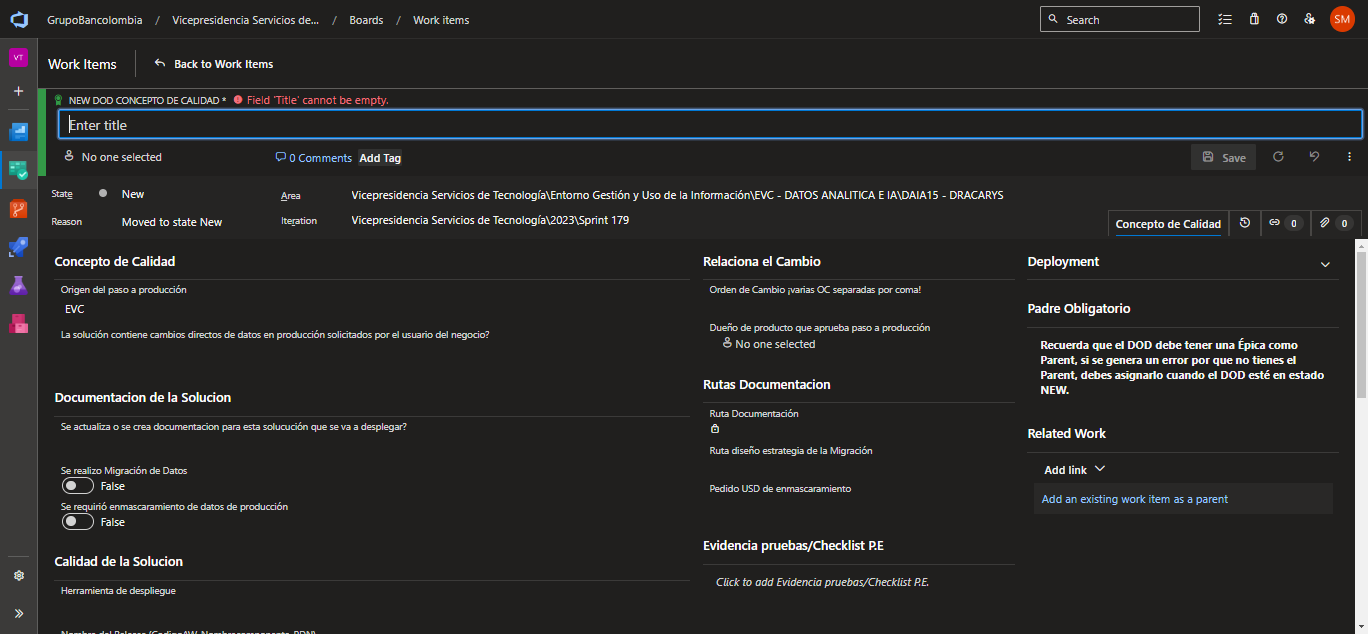 GrupoBancolombia / Vicepresidencia Servicios de... / Boards / Work items
Search
SM
VT
Work Items
Back to Work Items
NEW DOD CONCEPTO DE CALIDAD * Field 'Title' cannot be empty.
Enter title
No one selected
0 Comments
Add Tag
Save
State
New
Area
Vicepresidencia Servicios de Tecnología\Entorno Gestión y Uso de la Información\EVC - DATOS ANALITICA E IA\DAIA15 - DRACARYS
Reason
Moved to state New
Iteration
Vicepresidencia Servicios de Tecnología\2023\Sprint 179
Concepto de Calidad
0
0
Concepto de Calidad
Origen del paso a producción
EVC
La solución contiene cambios directos de datos en producción solicitados por el usuario del negocio?
Documentacion de la Solucion
Se actualiza o se crea documentacion para esta solucución que se va a desplegar?
Se realizo Migración de Datos
False
Se requirió enmascaramiento de datos de producción
False
Calidad de la Solucion
Herramienta de despliegue
Relaciona el Cambio
Orden de Cambio ¡varias OC separadas por coma!
Dueño de producto que aprueba paso a producción
No one selected
Rutas Documentacion
Ruta Documentación
Ruta diseño estrategia de la Migración
Pedido USD de enmascaramiento
Evidencia pruebas/Checklist P.E
Click to add Evidencia pruebas/Checklist P.E.
Deployment
Padre Obligatorio
Recuerda que el DOD debe tener una Épica como
Parent, si se genera un error por que no tienes el
Parent, debes asignarlo cuando el DOD esté en estado
NEW.
Related Work
Add link
Add an existing work item as a parent